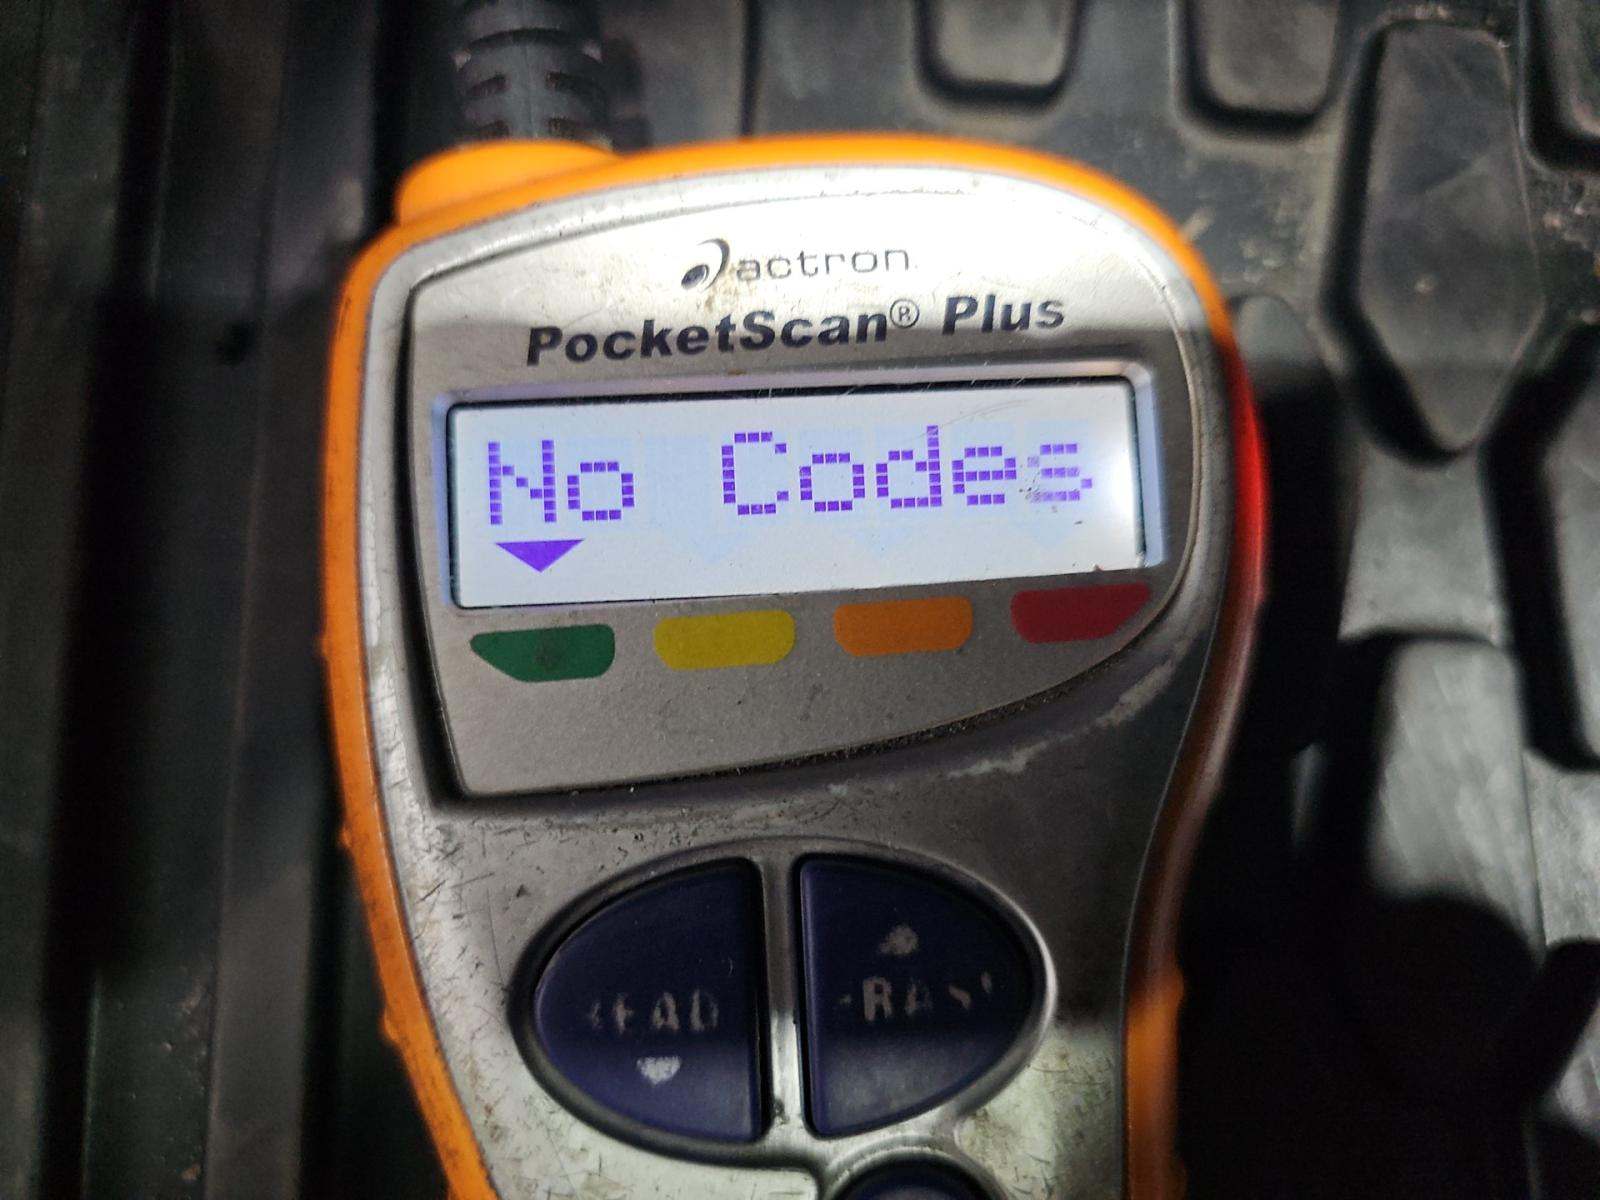 actron
PocketScan® Plus
No Codes